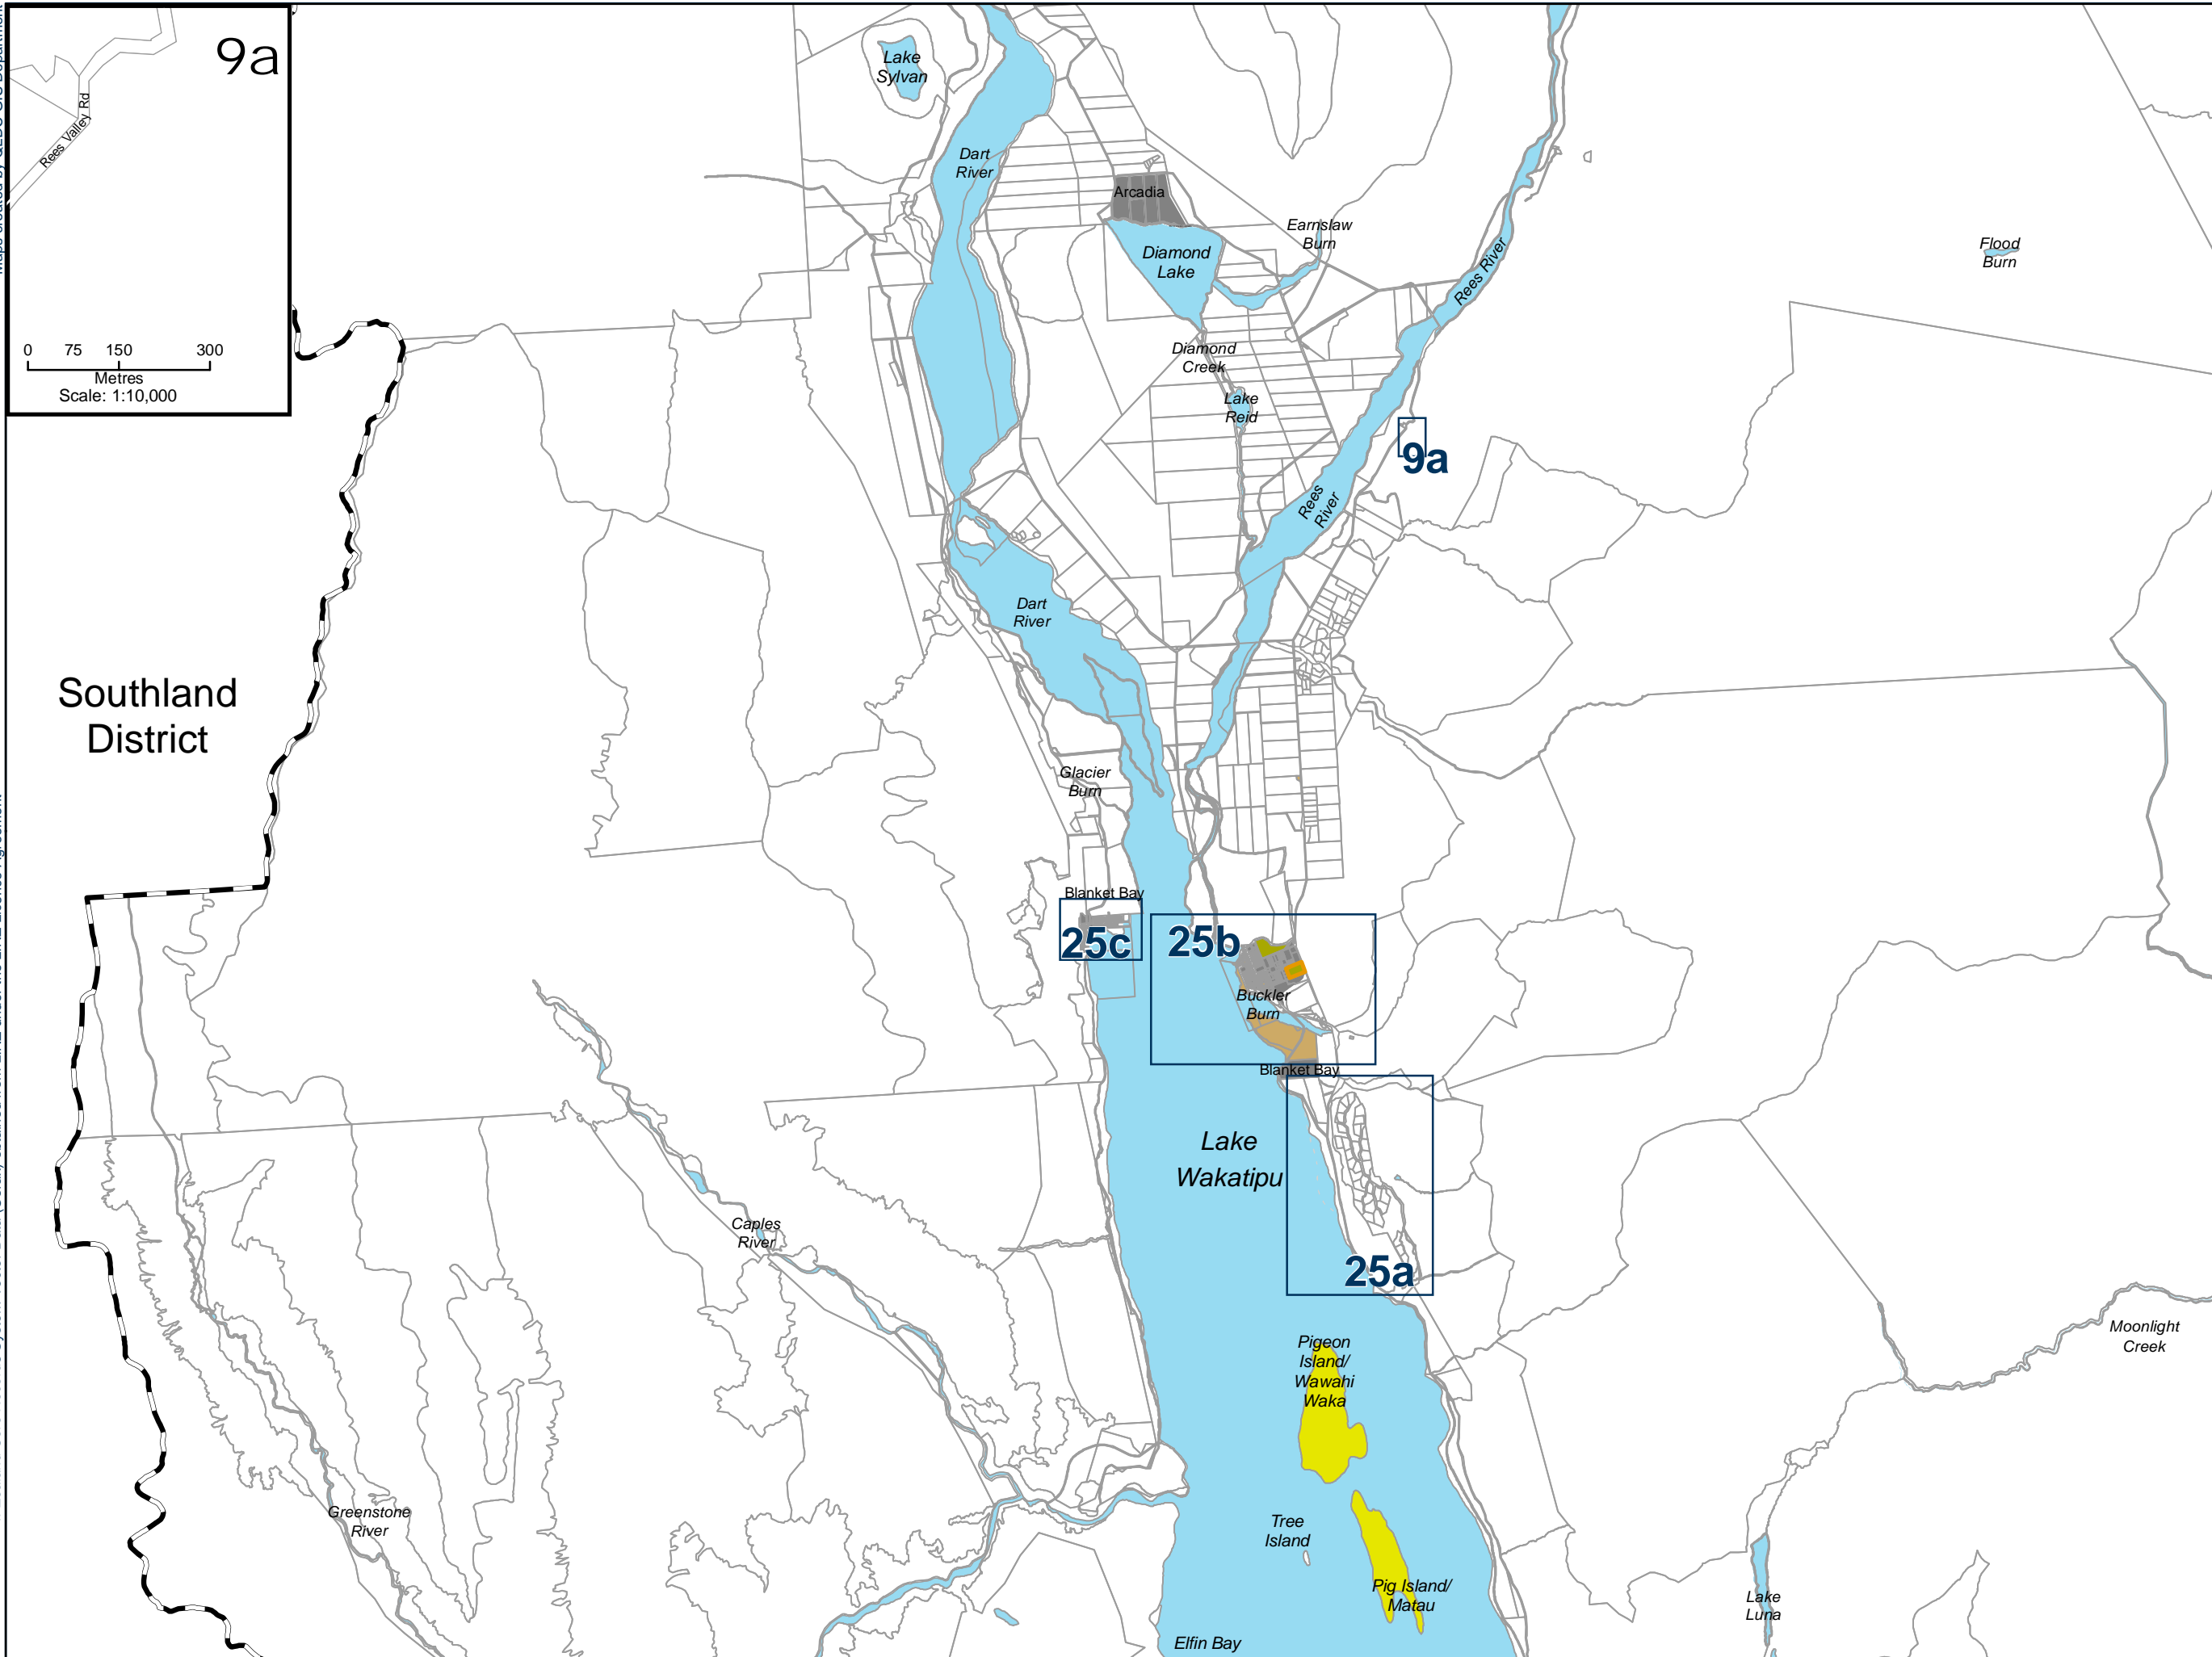 9a
Rees Valley Rd
0 75 150 300
Metres
Scale: 1:10,000
Lake
Sylvan
Dart
River
Arcadia
Earnslaw
Burn
Diamond
Lake
Rees River
Flood
Burn
Diamond
Creek
Lake
Reid
9a
Rees
River
Dart
River
Southland
District
Glacier
Burn
Blanket Bay
25c
25b
Buckler
Burn
Blanket Bay
Lake
Wakatipu
25a
Caples
River
Moonlight
Creek
Pigeon
Island/
Wawahi
Waka
Greenstone
River
Tree
Island
Pig Island/
Matau
Lake
Luna
Elfin Bay